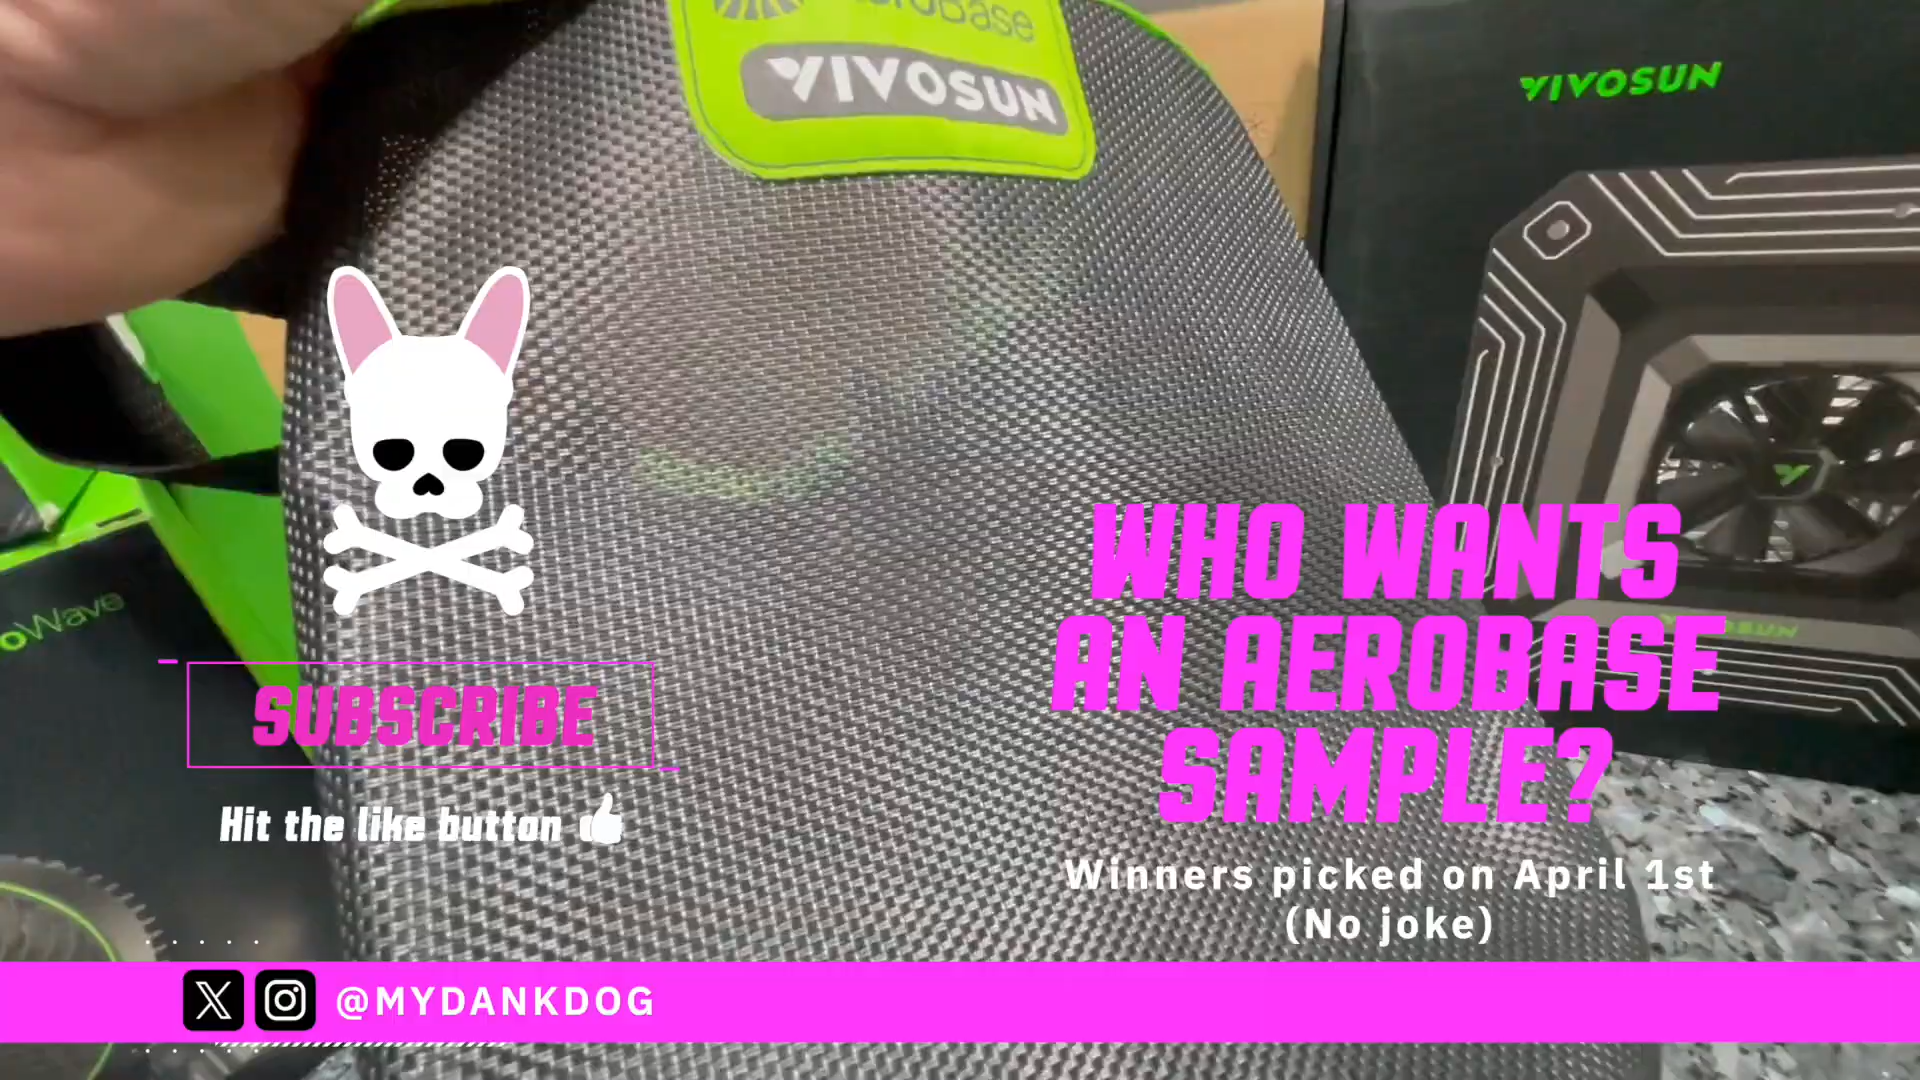 VIVOSUN
VIVOSUN
WHO WANTS
AN AEROBASE
SAMPLE?
SUBSCRIBE
Hit the like button
Winners picked on April 1st
(No joke)
@MYDANKDOG